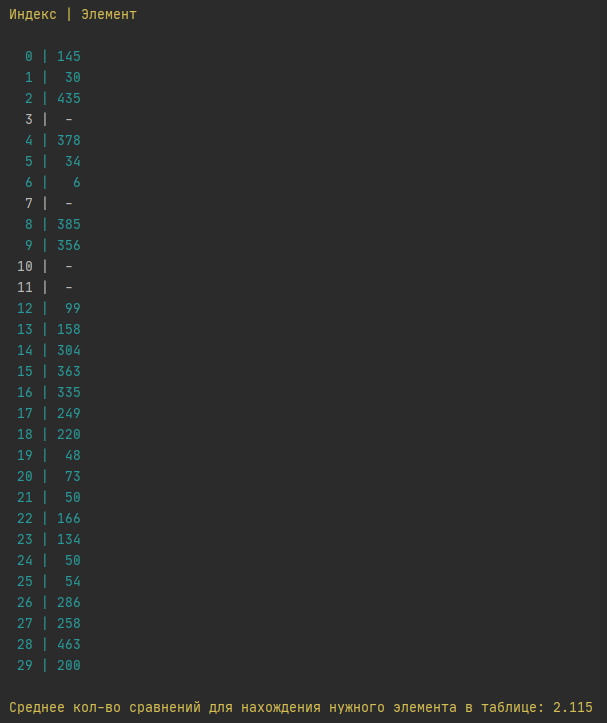 Индекс | Элемент
0 | 145
1 | 30
2 | 435
3 | -
4 | 378
5 | 34
6 | 6
7 | -
8 | 385
9 | 356
10 | -
11 | -
12 | 99
13 | 158
14 | 304
15 | 363
16 | 335
17 | 249
18 | 220
19 | 48
20 | 73
21 | 50
22 | 166
23 | 134
24 | 50
25 | 54
26 | 286
27 | 258
28 | 463
29 | 200
Среднее кол-во сравнений для нахождения нужного элемента в таблице: 2.115